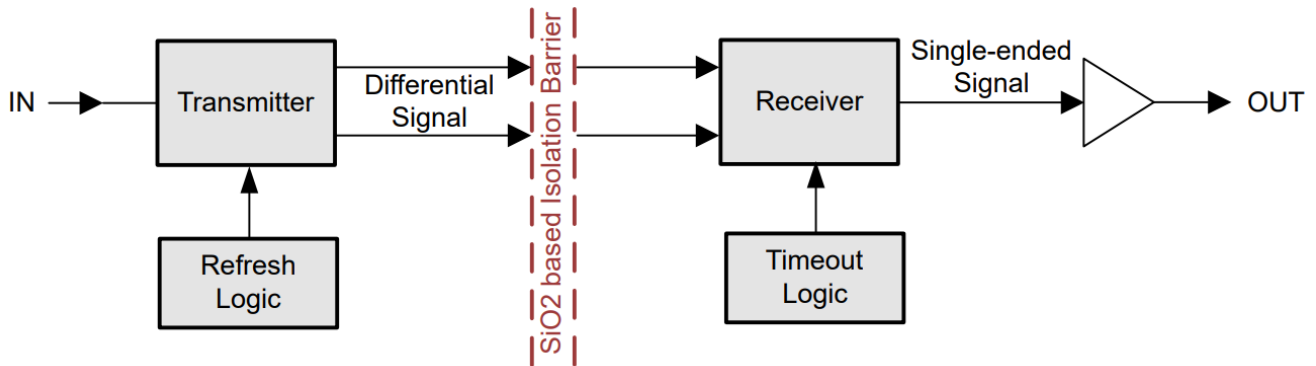 IN
Transmitter
Differential
Signal
SiO2 based Isolation Barrier
Receiver
Single-ended
Signal
OUT
Refresh
Logic
Timeout
Logic